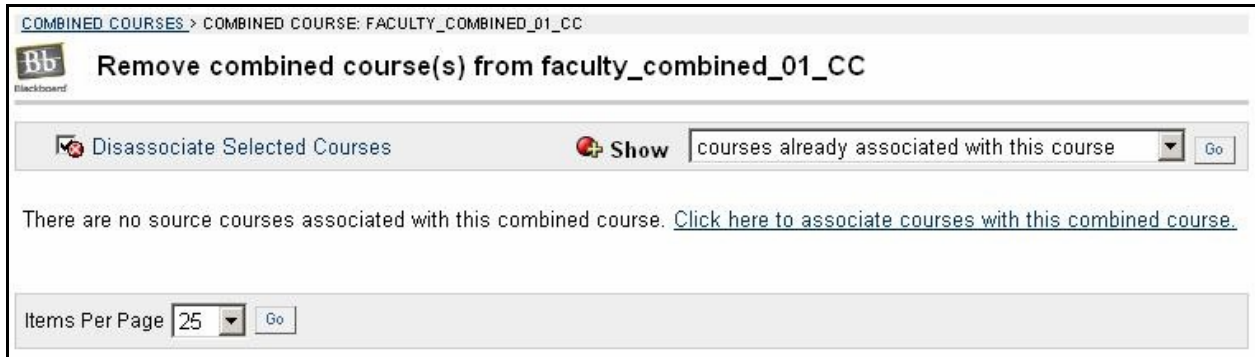 COMBINED COURSES > COMBINED COURSE: FACULTY_COMBINED_01_CC
Bb
Blackboard
Remove combined course(s) from faculty_combined_01_CC
Disassociate Selected Courses Show courses already associated with this course Go
There are no source courses associated with this combined course. Click here to associate courses with this combined course.
Items Per Page 25 Go